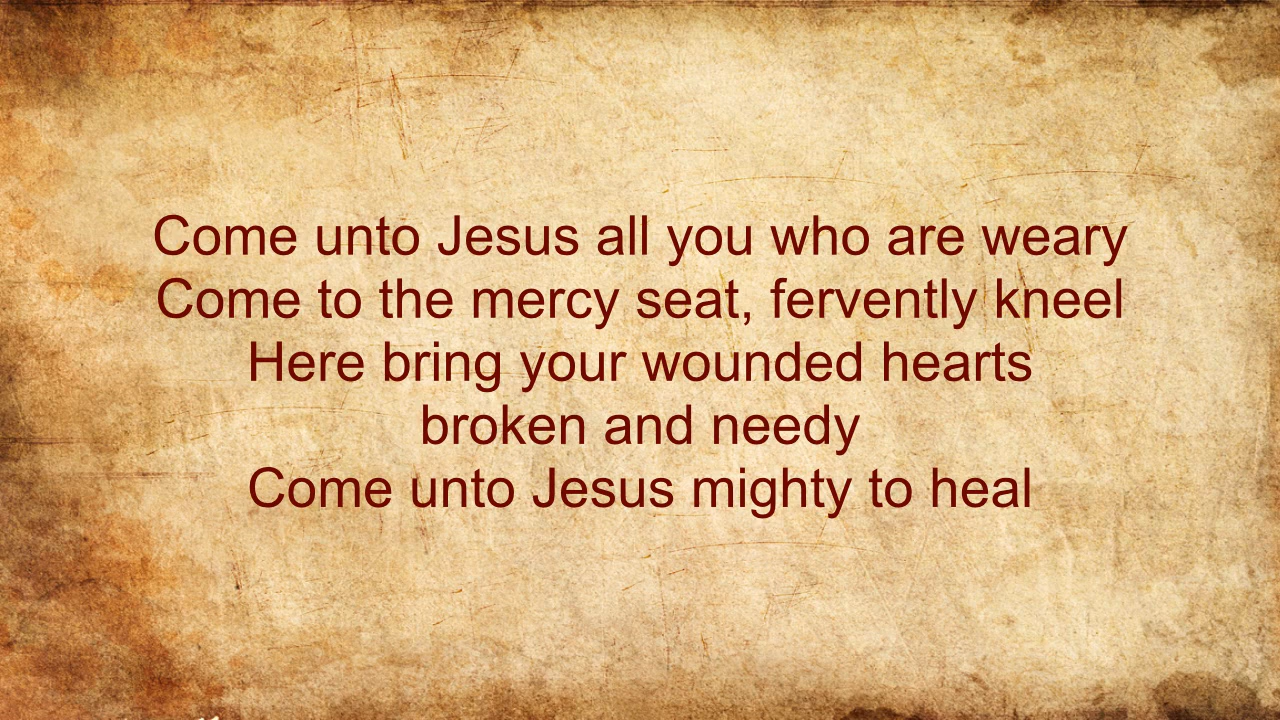 Come unto Jesus all you who are weary
Come to the mercy seat, fervently kneel
Here bring your wounded hearts
broken and needy
Come unto Jesus mighty to heal